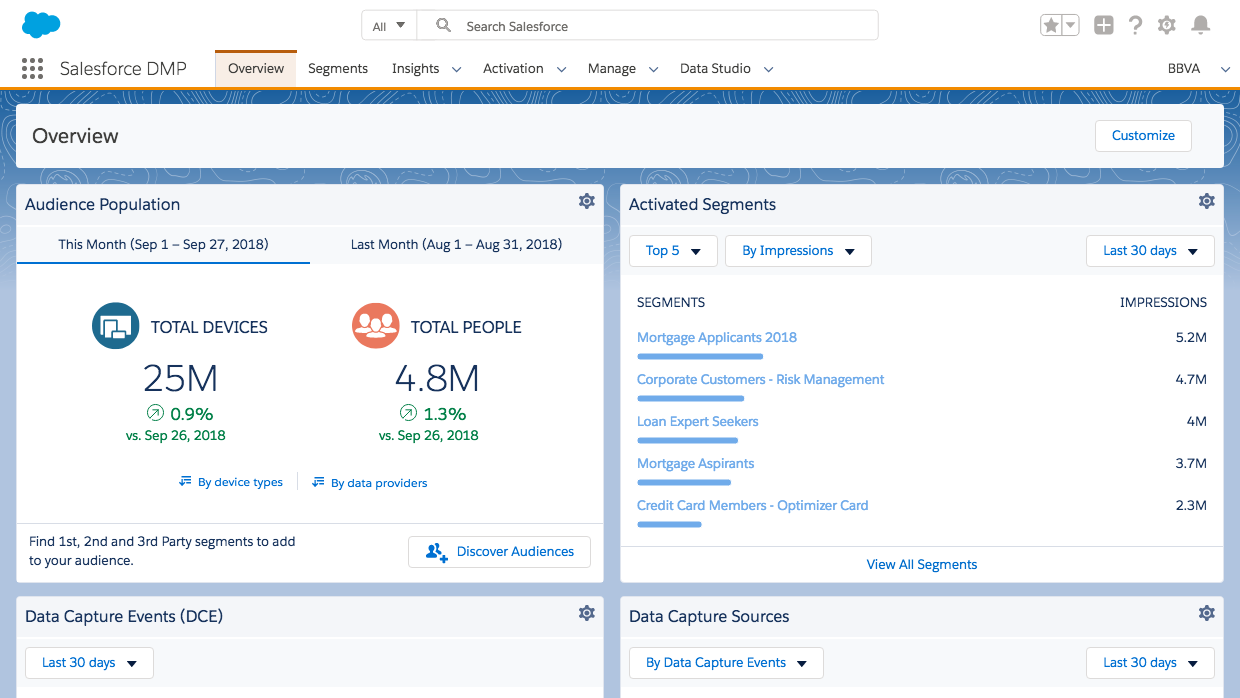 All
Search Salesforce
Salesforce DMP
Overview
Segments
Insights
Activation
Manage
Data Studio
BBVA
Overview
Customize
Audience Population
This Month (Sep 1 – Sep 27, 2018)
Last Month (Aug 1 – Aug 31, 2018)
TOTAL DEVICES
25M
0.9%
vs. Sep 26, 2018
TOTAL PEOPLE
4.8M
1.3%
vs. Sep 26, 2018
By device types
By data providers
Find 1st, 2nd and 3rd Party segments to add
to your audience.
Discover Audiences
Activated Segments
Top 5
By Impressions
Last 30 days
SEGMENTS IMPRESSIONS
Mortgage Applicants 2018 5.2M
Corporate Customers - Risk Management 4.7M
Loan Expert Seekers 4M
Mortgage Aspirants 3.7M
Credit Card Members - Optimizer Card 2.3M
View All Segments
Data Capture Events (DCE)
Last 30 days
Data Capture Sources
By Data Capture Events
Last 30 days